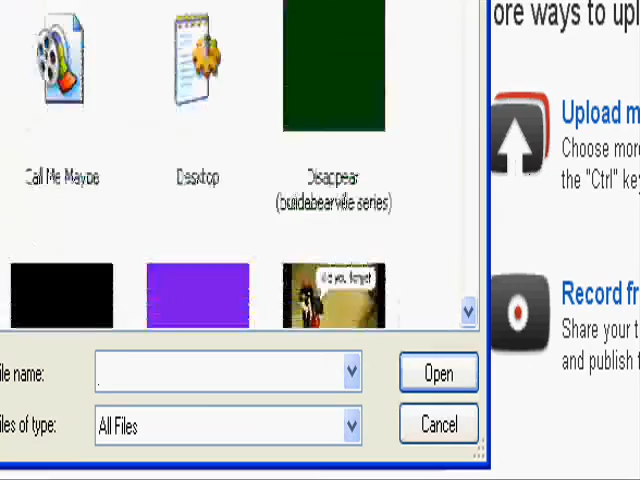 ore ways to upl
Call Me Maybe
Desktop
Disappear
(buildabearville series)
Upload m
Choose more
the "Ctrl" key
did you forget
Record fr
Share your t
and publish t
ile name:
Open
iles of type:
All Files
Cancel